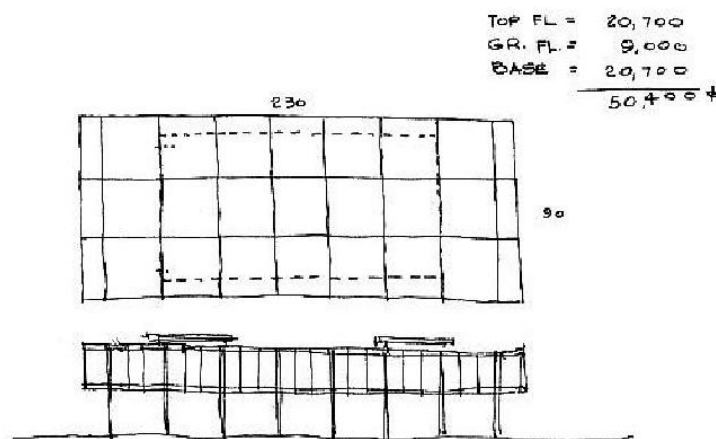 TOP FL = 20,700
GR. FL. = 9,000
BASE = 20,700
50,400 ⌗
230
90